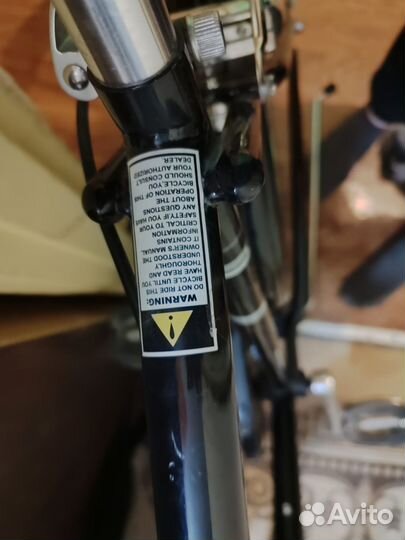 WARNING:
DO NOT RIDE THIS
BICYCLE UNTIL YOU
HAVE READ AND
THOROUGHLY
UNDERSTOOD THE
OWNER'S MANUAL
IT CONTAINS
INFORMATION
CRITICAL TO YOUR
SAFETY.IF YOU HAVE
ANY QUESTIONS
ABOUT THE
OPERATION OF THIS
BICYCLE,YOU
SHOULD CONSULT
YOUR AUTHORIZED
DEALER.
Avito